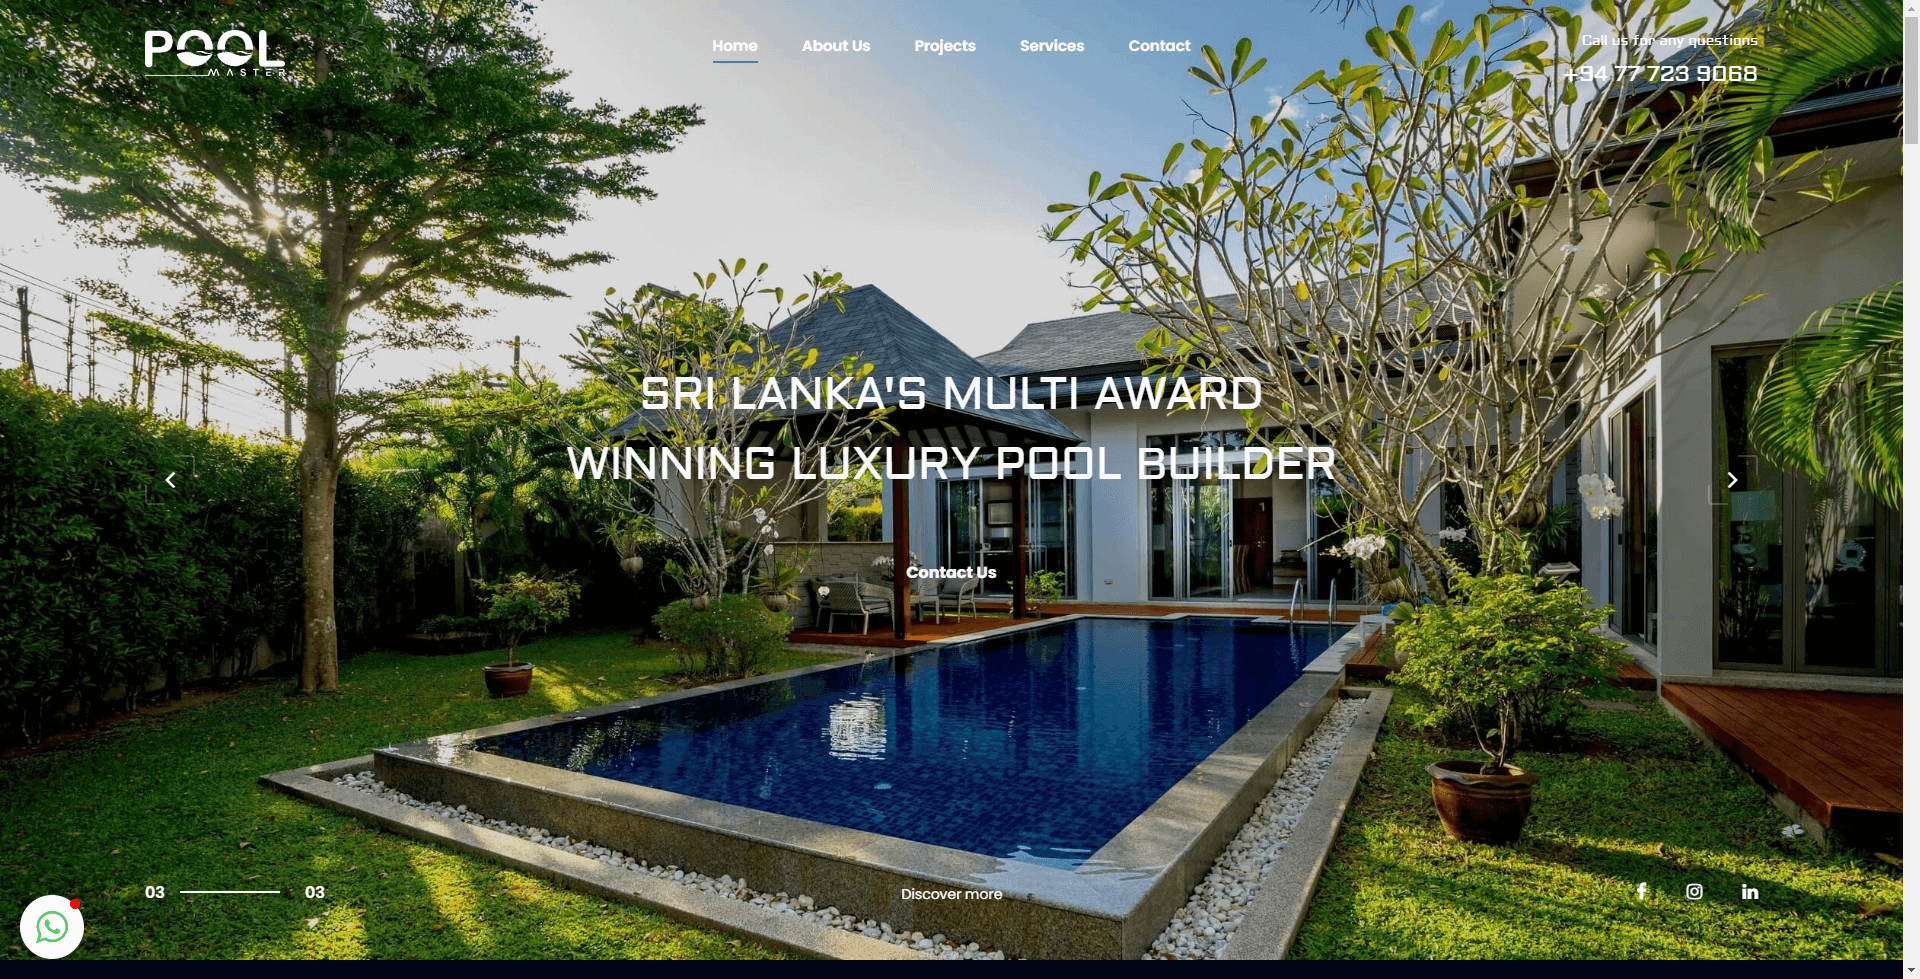 POOL
MASTER
Home
About Us
Projects
Services
Contact
Call us for any questions
+94 77 723 9068
SRI LANKA'S MULTI AWARD
WINNING LUXURY POOL BUILDER
Contact Us
03
03
Discover more